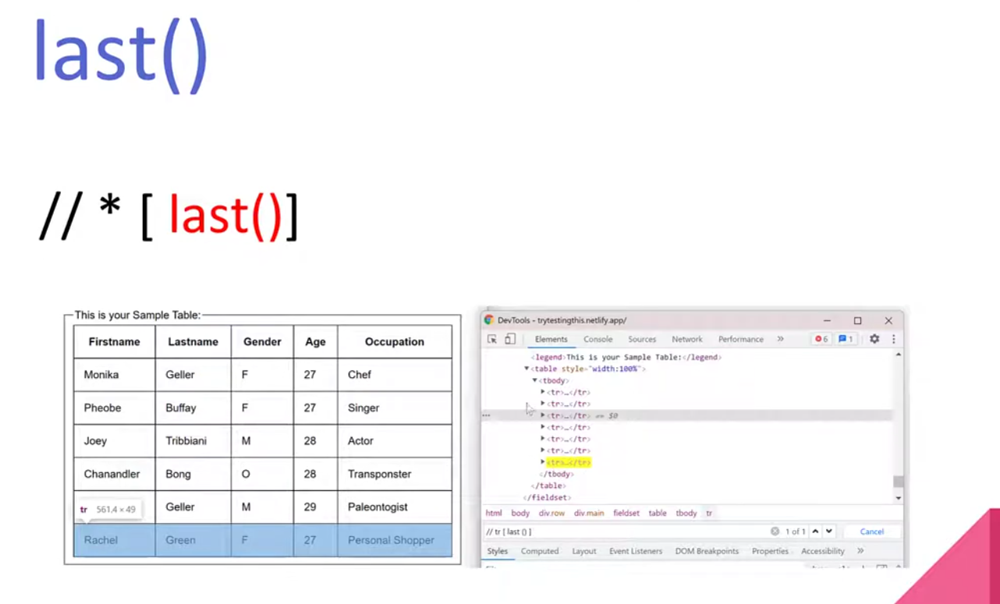 last()
// * [ last()]
This is your Sample Table:
Firstname Lastname Gender Age Occupation
Monika Geller F 27 Chef
Pheobe Buffay F 27 Singer
Joey Tribbiani M 28 Actor
Chanandler Bong O 28 Transponster
Geller M 29 Paleontogist
tr 561.4 × 49
Rachel Green F 27 Personal Shopper
DevTools - trytestingthis.netlify.app/
Elements Console Sources Network Performance » 6 1
<legend>This is your Sample Table:</legend>
▼<table style="width:100%">
▼<tbody>
▶<tr>…</tr>
▶<tr>…</tr>
… ▶<tr>…</tr> == $0
▶<tr>…</tr>
▶<tr>…</tr>
▶<tr>…</tr>
▶<tr>…</tr>
</tbody>
</table>
</fieldset>
html body div.row div.main fieldset table tbody tr
// tr [ last () ] 1 of 1 Cancel
Styles Computed Layout Event Listeners DOM Breakpoints Properties Accessibility »